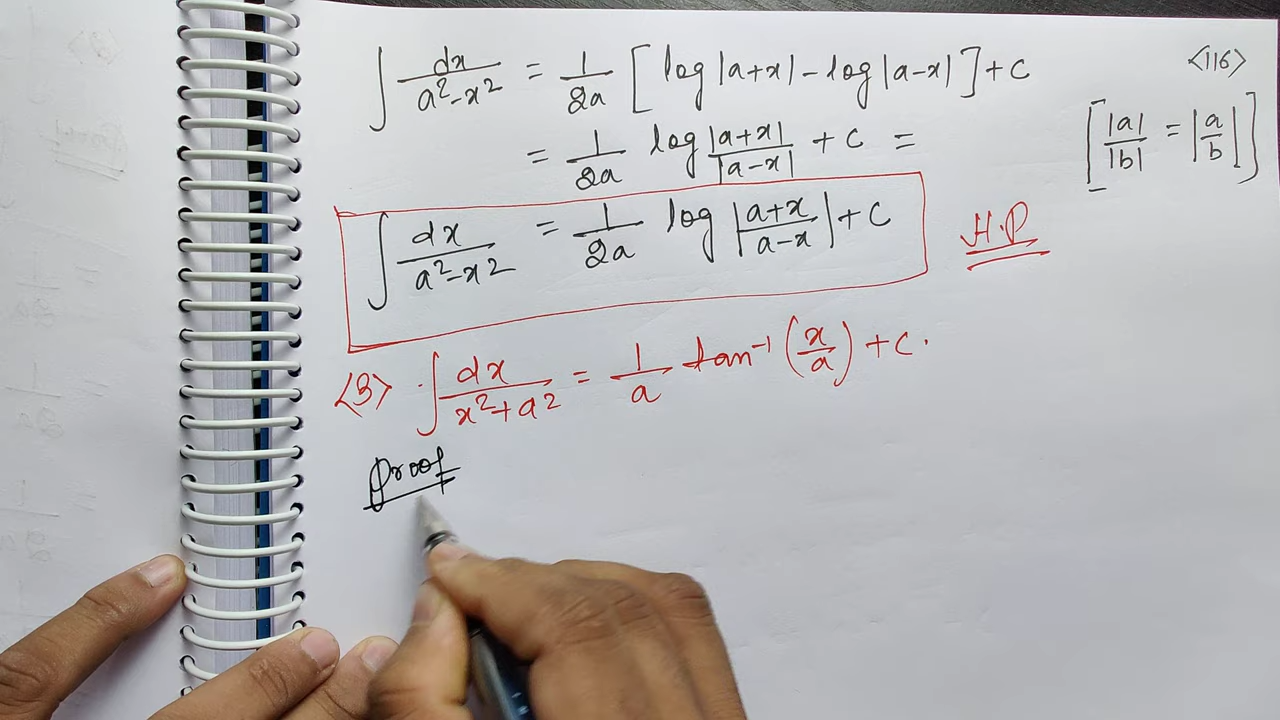 ∫ dx/(a²-x²) = 1/2a [ log |a+x| - log |a-x| ] + C
<116>
= 1/2a log |a+x|/|a-x| + C =
[ |a|/|b| = |a/b| ]
∫ dx/(a²-x²) = 1/2a log |(a+x)/(a-x)| + C
H.P
<3> ∫ dx/(x²+a²) = 1/a tan⁻¹ (x/a) + C.
Proof